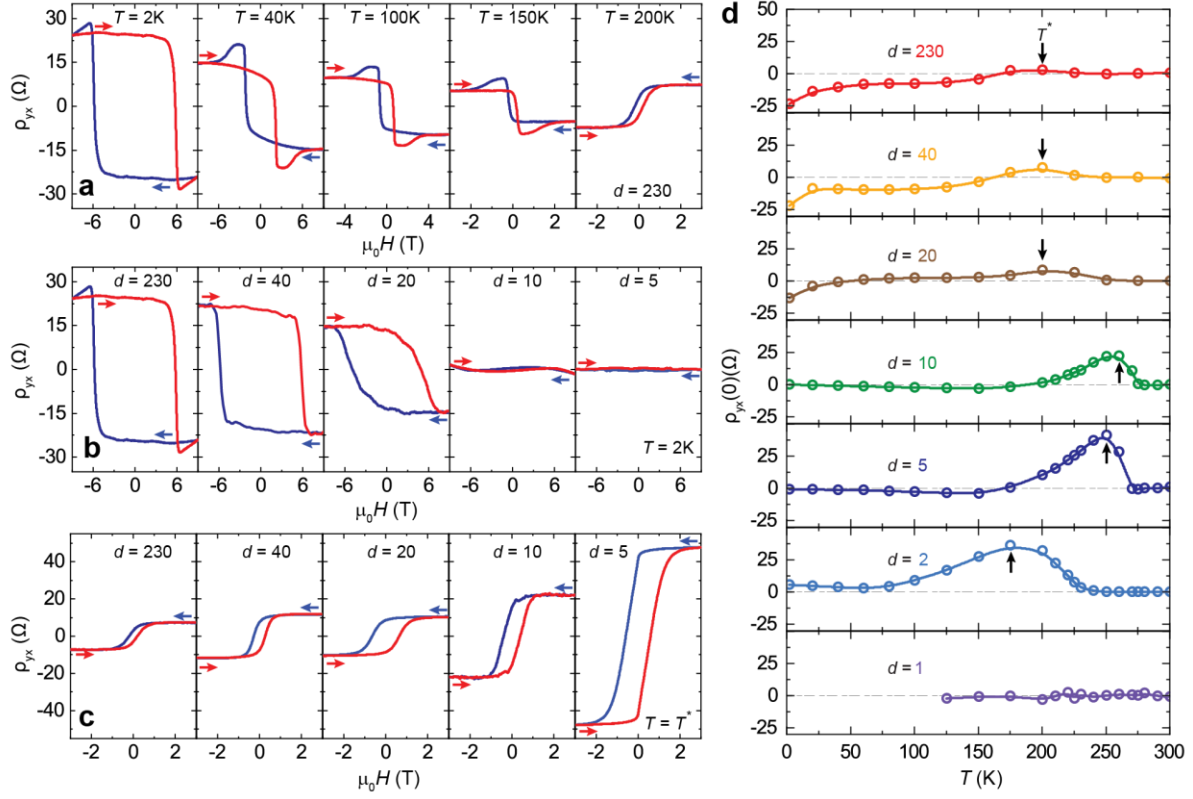 a
T = 2K
T = 40K
T = 100K
T = 150K
T = 200K
d = 230
ρyx (Ω)
30
15
0
-15
-30
-6 0 6
-6 0 6
-4 -2 0 2 4
-2 0 2
-2 0 2
μ0H (T)
b
d = 230
d = 40
d = 20
d = 10
d = 5
T = 2K
ρyx (Ω)
30
15
0
-15
-30
-6 0 6
-6 0 6
-6 0 6
-6 0 6
-6 0 6
μ0H (T)
c
d = 230
d = 40
d = 20
d = 10
d = 5
T = T*
ρyx (Ω)
40
20
0
-20
-40
-2 0 2
-2 0 2
-2 0 2
-2 0 2
-2 0 2
μ0H (T)
d
T*
d = 230
d = 40
d = 20
d = 10
d = 5
d = 2
d = 1
ρyx(0)(Ω)
50
25
0
-25
25
0
-25
25
0
-25
25
0
-25
25
0
-25
25
0
-25
25
0
-25
0 50 100 150 200 250 300
T (K)